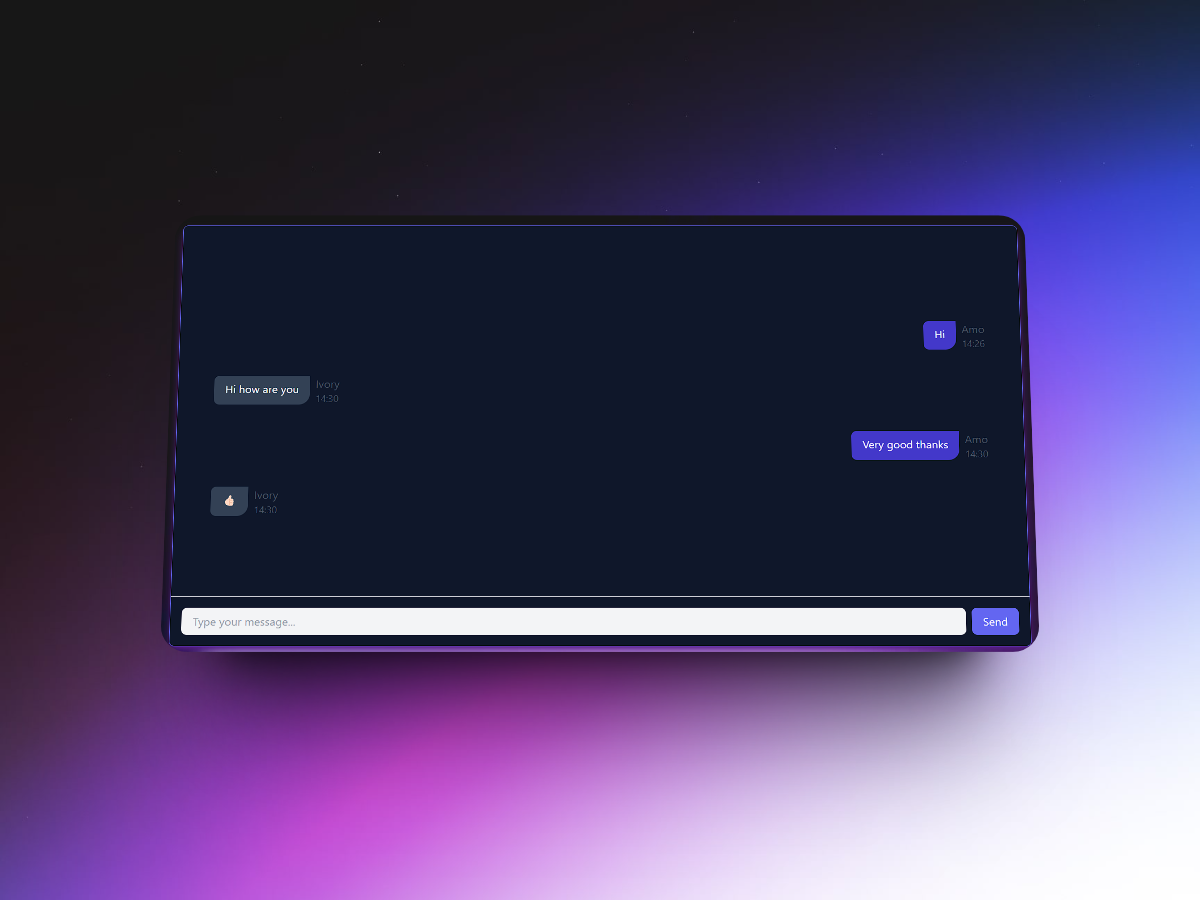 Hi
Amo
14:26
Hi how are you
Ivory
14:30
Very good thanks
Amo
14:30
👍🏻
Ivory
14:30
Type your message...
Send